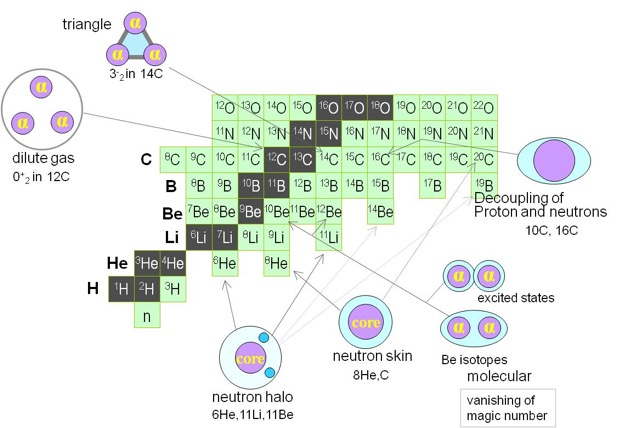 triangle
α
α α
3⁻₂ in 14C
α
α α
dilute gas
0⁺₂ in 12C
¹²O ¹³O ¹⁴O ¹⁵O ¹⁶O ¹⁷O ¹⁸O ¹⁹O ²⁰O ²¹O ²²O
¹¹N ¹²N ¹³N ¹⁴N ¹⁵N ¹⁶N ¹⁷N ¹⁸N ¹⁹N ²⁰N ²¹N
C ⁸C ⁹C ¹⁰C ¹¹C ¹²C ¹³C ¹⁴C ¹⁵C ¹⁶C ¹⁷C ¹⁸C ¹⁹C ²⁰C
B ⁸B ⁹B ¹⁰B ¹¹B ¹²B ¹³B ¹⁴B ¹⁵B ¹⁷B ¹⁹B
Be ⁷Be ⁸Be ⁹Be ¹⁰Be ¹¹Be ¹²Be ¹⁴Be
Li ⁶Li ⁷Li ⁸Li ⁹Li ¹¹Li
He ³He ⁴He ⁶He ⁸He
H ¹H ²H ³H
n
Decoupling of
Proton and neutrons
10C, 16C
α α
excited states
α α
Be isotopes
molecular
vanishing of
magic number
core
neutron skin
8He,C
core
neutron halo
6He,11Li,11Be